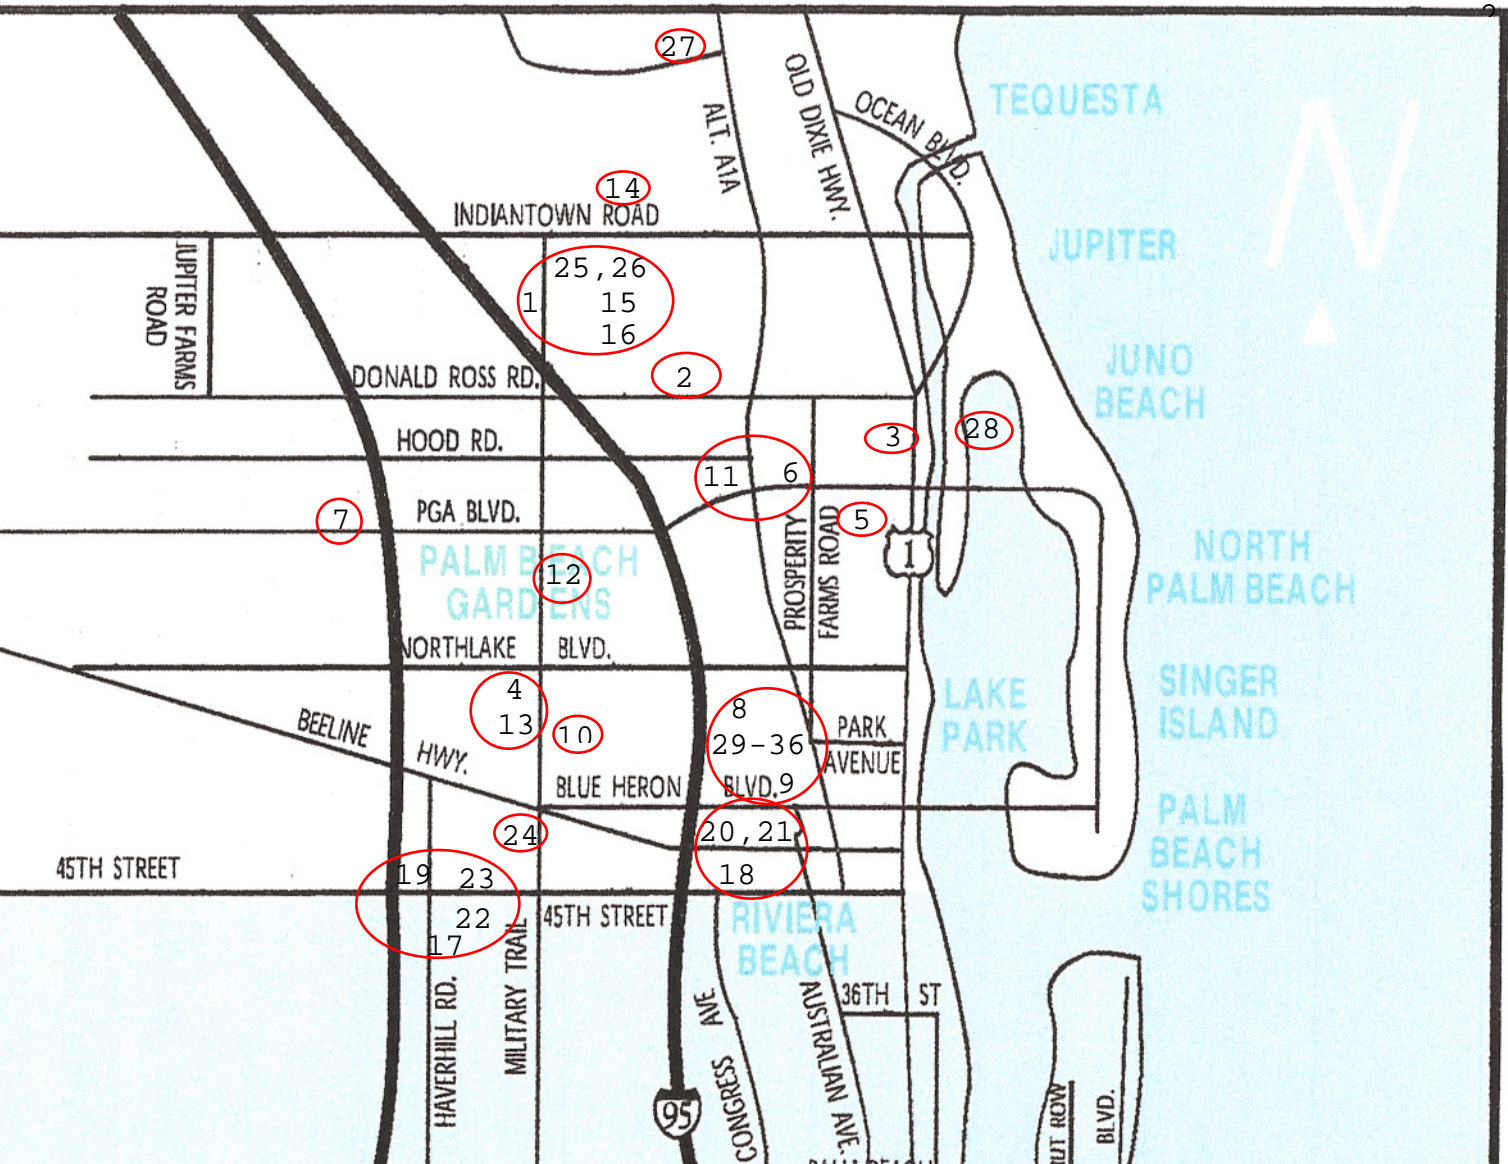 27
TEQUESTA
OLD DIXIE HWY.
OCEAN BLVD.
ALT. A1A
N
14
INDIANTOWN ROAD
JUPITER
JUPITER FARMS
ROAD
25,26
1
15
16
JUNO
BEACH
DONALD ROSS RD.
2
HOOD RD.
3
28
11
6
7
PGA BLVD.
5
PROSPERITY
FARMS ROAD
1
NORTH
PALM BEACH
PALM BEACH
GARDENS
12
NORTHLAKE BLVD.
4
13
10
8
29-36
9
LAKE
PARK
SINGER
ISLAND
BEELINE HWY.
PARK
AVENUE
BLUE HERON BLVD.
PALM
BEACH
SHORES
24
20,21
18
45TH STREET
19
23
22
17
45TH STREET
RIVIERA
BEACH
HAVERHILL RD.
MILITARY TRAIL
CONGRESS AVE
AUSTRALIAN AVE.
36TH ST
95
BLVD.